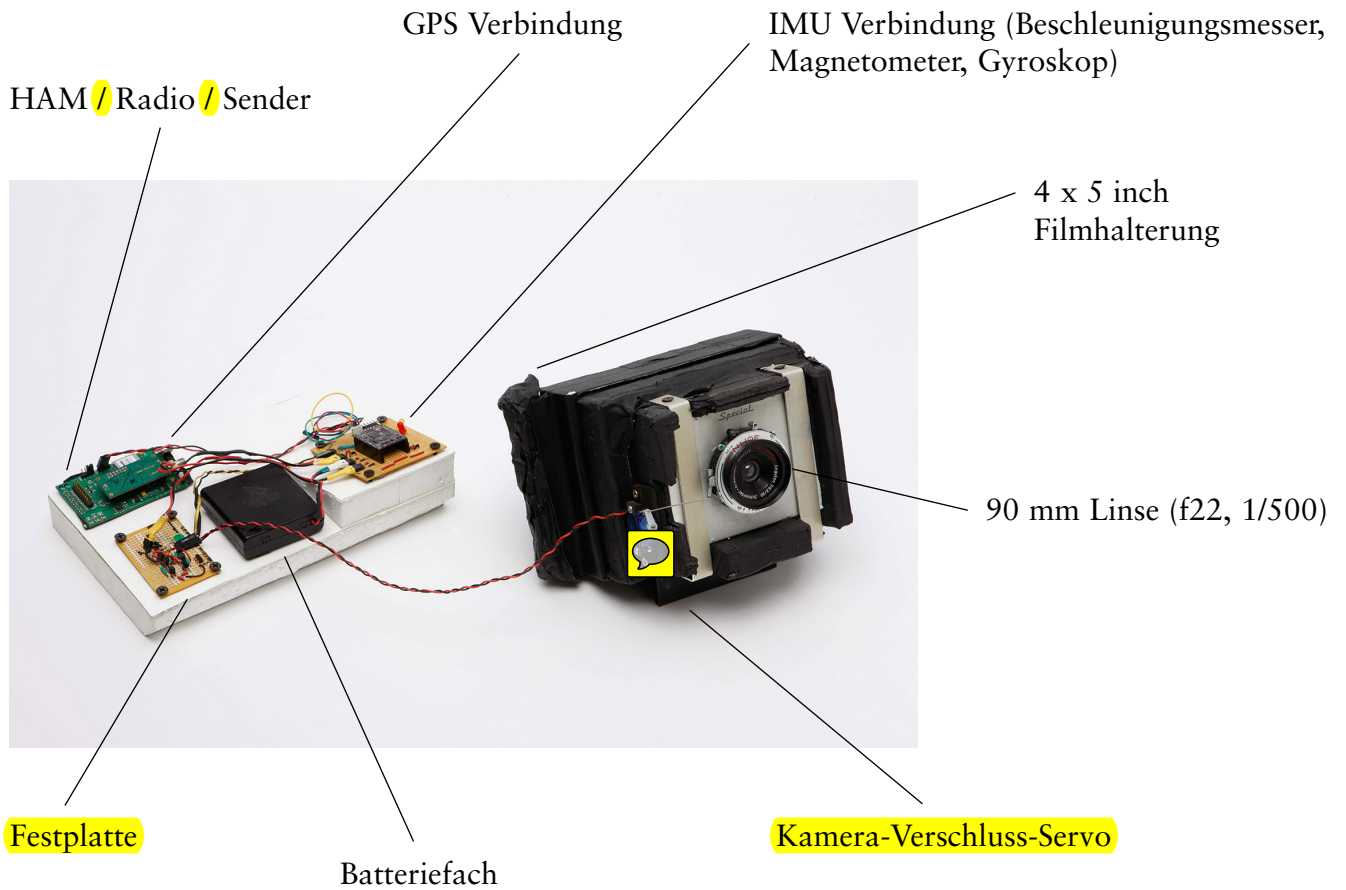 GPS Verbindung
IMU Verbindung (Beschleunigungsmesser,
Magnetometer, Gyroskop)
HAM / Radio / Sender
4 x 5 inch
Filmhalterung
Special
90 mm Linse (f22, 1/500)
Festplatte
Kamera-Verschluss-Servo
Batteriefach